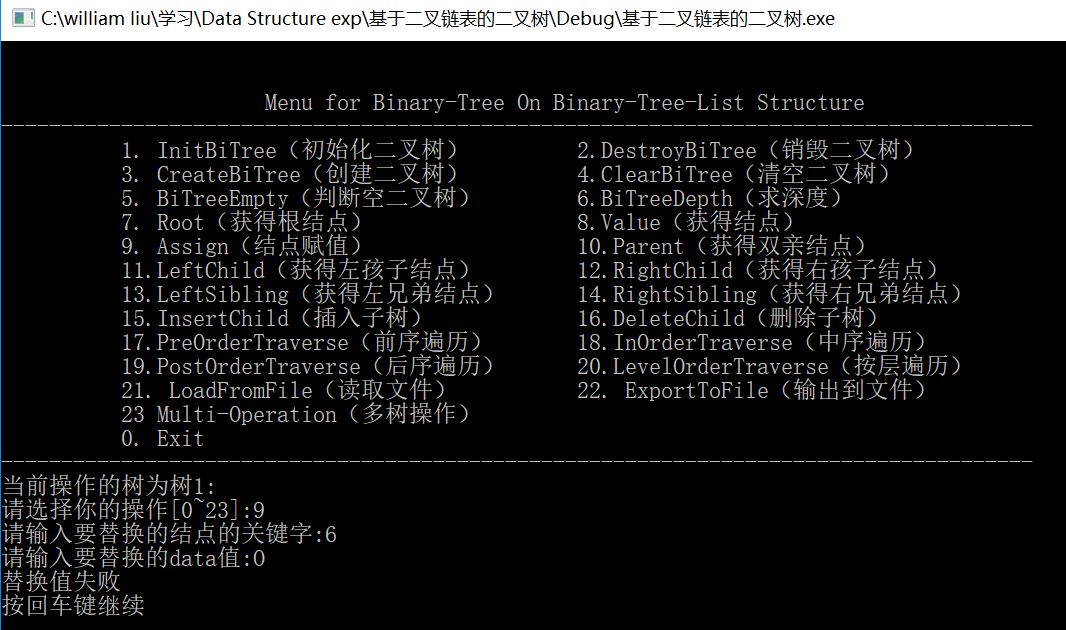 C:\william liu\学习\Data Structure exp\基于二叉链表的二叉树\Debug\基于二叉链表的二叉树.exe
Menu for Binary-Tree On Binary-Tree-List Structure
1. InitBiTree（初始化二叉树） 2.DestroyBiTree（销毁二叉树）
3. CreateBiTree（创建二叉树） 4.ClearBiTree（清空二叉树）
5. BiTreeEmpty（判断空二叉树） 6.BiTreeDepth（求深度）
7. Root（获得根结点） 8.Value（获得结点）
9. Assign（结点赋值） 10.Parent（获得双亲结点）
11.LeftChild（获得左孩子结点） 12.RightChild（获得右孩子结点）
13.LeftSibling（获得左兄弟结点） 14.RightSibling（获得右兄弟结点）
15.InsertChild（插入子树） 16.DeleteChild（删除子树）
17.PreOrderTraverse（前序遍历） 18.InOrderTraverse（中序遍历）
19.PostOrderTraverse（后序遍历） 20.LevelOrderTraverse（按层遍历）
21. LoadFromFile（读取文件） 22. ExportToFile（输出到文件）
23 Multi-Operation（多树操作）
0. Exit
当前操作的树为树1:
请选择你的操作[0~23]:9
请输入要替换的结点的关键字:6
请输入要替换的data值:O
替换值失败
按回车键继续